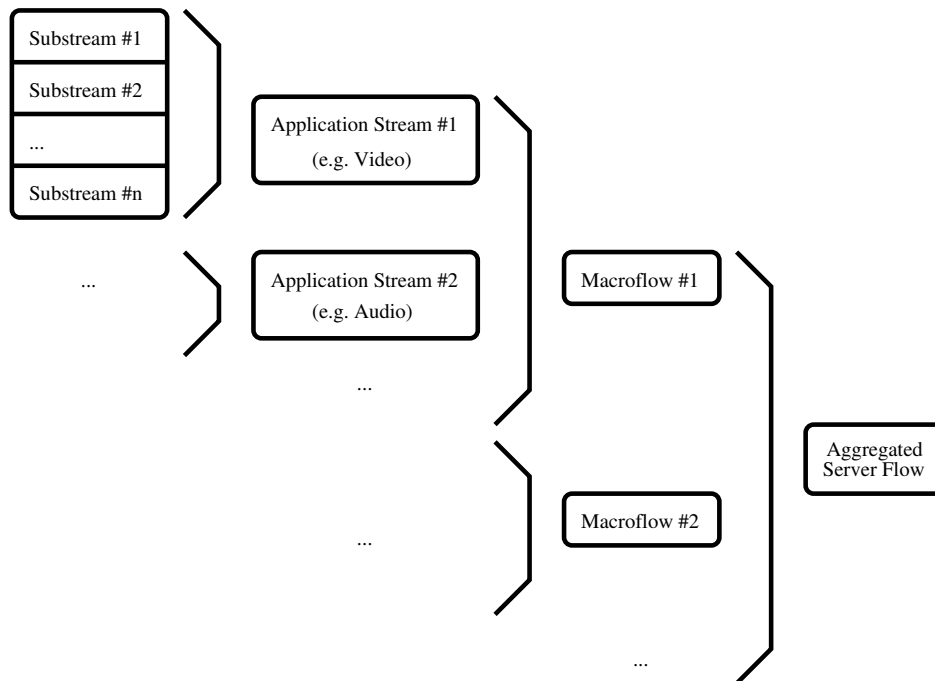 Substream #1
Substream #2
...
Substream #n
...
Application Stream #1
(e.g. Video)
Application Stream #2
(e.g. Audio)
...
...
Macroflow #1
Macroflow #2
...
Aggregated
Server Flow